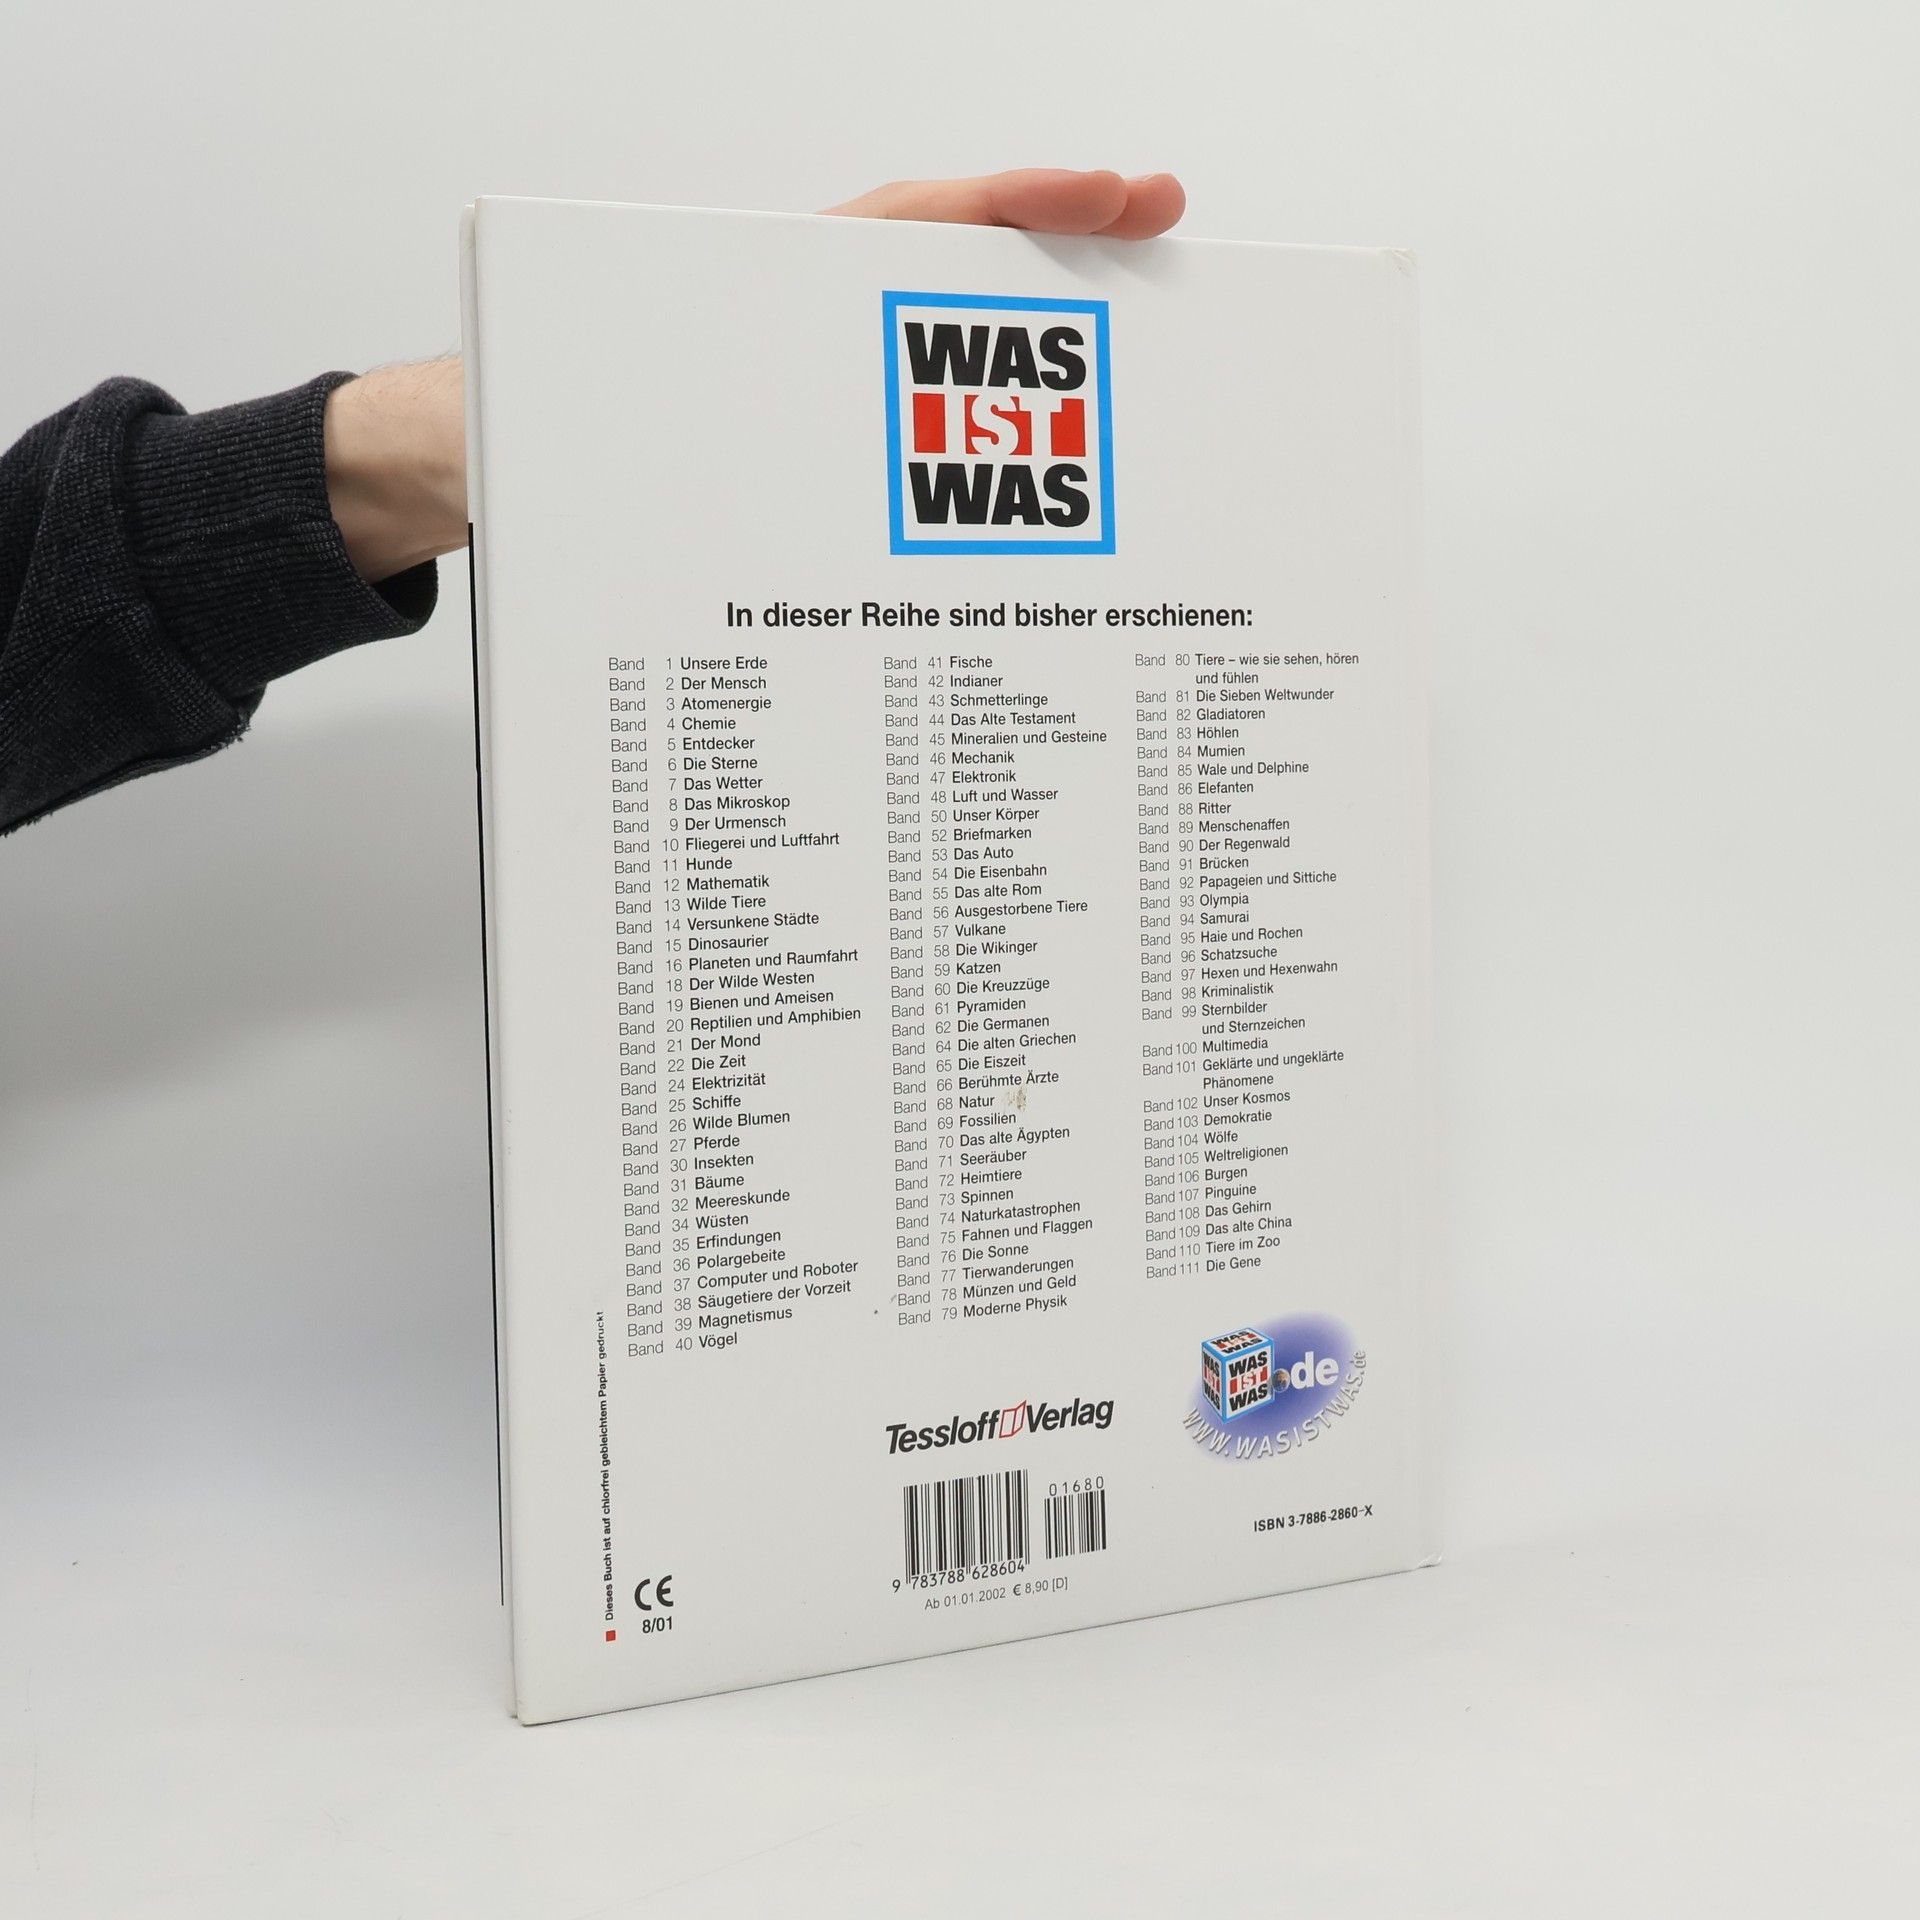 WAS
IST
WAS
In dieser Reihe sind bisher erschienen:
Band 1 Unsere Erde
Band 2 Der Mensch
Band 3 Atomenergie
Band 4 Chemie
Band 5 Entdecker
Band 6 Die Sterne
Band 7 Das Wetter
Band 8 Das Mikroskop
Band 9 Der Urmensch
Band 10 Fliegerei und Luftfahrt
Band 11 Hunde
Band 12 Mathematik
Band 13 Wilde Tiere
Band 14 Versunkene Städte
Band 15 Dinosaurier
Band 16 Planeten und Raumfahrt
Band 18 Der Wilde Westen
Band 19 Bienen und Ameisen
Band 20 Reptilien und Amphibien
Band 21 Der Mond
Band 22 Die Zeit
Band 24 Elektrizität
Band 25 Schiffe
Band 26 Wilde Blumen
Band 27 Pferde
Band 30 Insekten
Band 31 Bäume
Band 32 Meereskunde
Band 34 Wüsten
Band 35 Erfindungen
Band 36 Polargebeite
Band 37 Computer und Roboter
Band 38 Säugetiere der Vorzeit
Band 39 Magnetismus
Band 40 Vögel
Band 41 Fische
Band 42 Indianer
Band 43 Schmetterlinge
Band 44 Das Alte Testament
Band 45 Mineralien und Gesteine
Band 46 Mechanik
Band 47 Elektronik
Band 48 Luft und Wasser
Band 50 Unser Körper
Band 52 Briefmarken
Band 53 Das Auto
Band 54 Die Eisenbahn
Band 55 Das alte Rom
Band 56 Ausgestorbene Tiere
Band 57 Vulkane
Band 58 Die Wikinger
Band 59 Katzen
Band 60 Die Kreuzzüge
Band 61 Pyramiden
Band 62 Die Germanen
Band 64 Die alten Griechen
Band 65 Die Eiszeit
Band 66 Berühmte Ärzte
Band 68 Natur
Band 69 Fossilien
Band 70 Das alte Ägypten
Band 71 Seeräuber
Band 72 Heimtiere
Band 73 Spinnen
Band 74 Naturkatastrophen
Band 75 Fahnen und Flaggen
Band 76 Die Sonne
Band 77 Tierwanderungen
Band 78 Münzen und Geld
Band 79 Moderne Physik
Band 80 Tiere – wie sie sehen, hören
und fühlen
Band 81 Die Sieben Weltwunder
Band 82 Gladiatoren
Band 83 Höhlen
Band 84 Mumien
Band 85 Wale und Delphine
Band 86 Elefanten
Band 88 Ritter
Band 89 Menschenaffen
Band 90 Der Regenwald
Band 91 Brücken
Band 92 Papageien und Sittiche
Band 93 Olympia
Band 94 Samurai
Band 95 Haie und Rochen
Band 96 Schatzsuche
Band 97 Hexen und Hexenwahn
Band 98 Kriminalistik
Band 99 Sternbilder
und Sternzeichen
Band 100 Multimedia
Band 101 Geklärte und ungeklärte
Phänomene
Band 102 Unser Kosmos
Band 103 Demokratie
Band 104 Wölfe
Band 105 Weltreligionen
Band 106 Burgen
Band 107 Pinguine
Band 108 Das Gehirn
Band 109 Das alte China
Band 110 Tiere im Zoo
Band 111 Die Gene
Dieses Buch ist auf chlorfrei gebleichtem Papier gedruckt
CE
8/01
Tessloff Verlag
01680
9 783788 628604
Ab 01.01.2002 € 8,90 [D]
WAS IST WAS
WAS IST WAS
WAS IST WAS
.de
WWW.WASISTWAS.de
ISBN 3-7886-2860-X